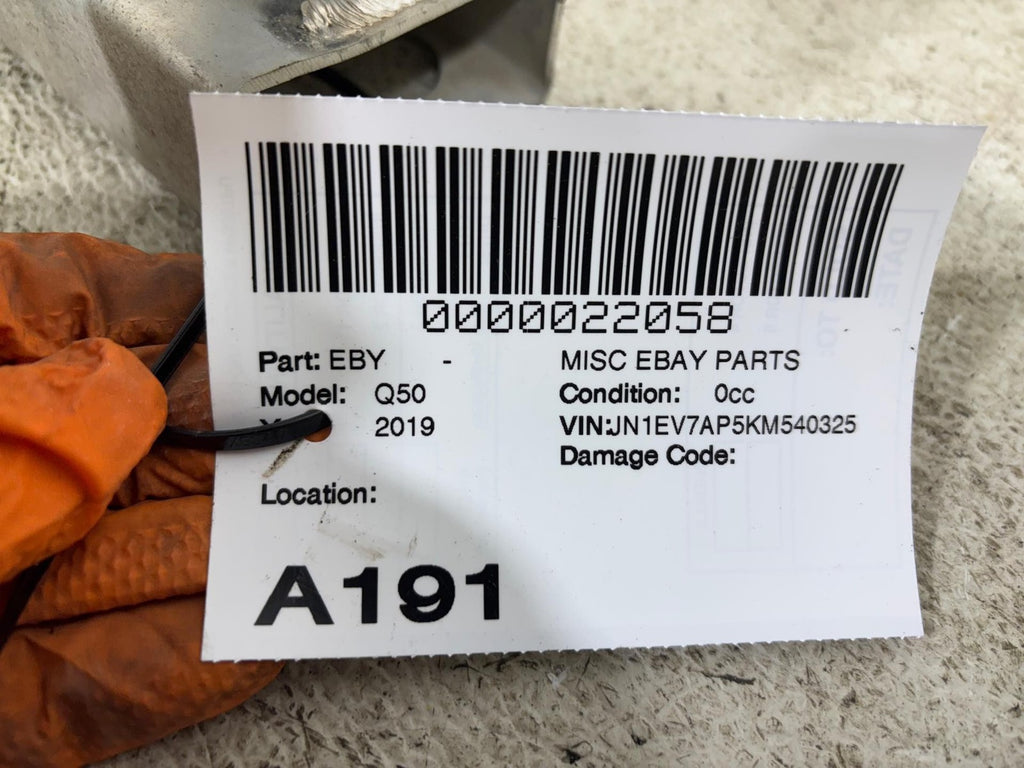 0000022058
Part: EBY - MISC EBAY PARTS
Model: Q50 Condition: 0cc
2019 VIN:JN1EV7AP5KM540325
Damage Code:
Location:
A191